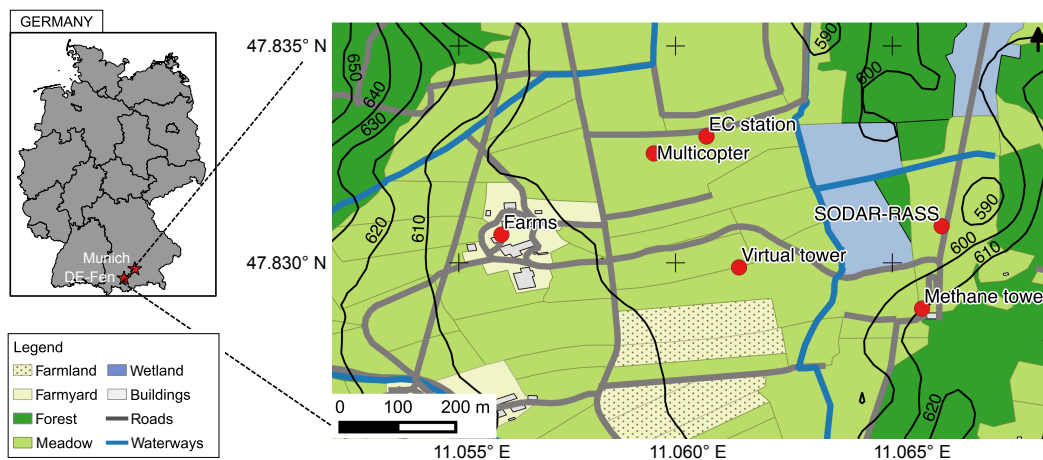 GERMANY
Munich
DE-Fen
Legend
Farmland
Wetland
Farmyard
Buildings
Forest
Roads
Meadow
Waterways
47.835° N
47.830° N
650
640
630
620
610
590
600
EC station
Multicopter
Farms
SODAR-RASS
590
600
610
Virtual tower
Methane towe
620
0 100 200 m
11.055° E 11.060° E 11.065° E